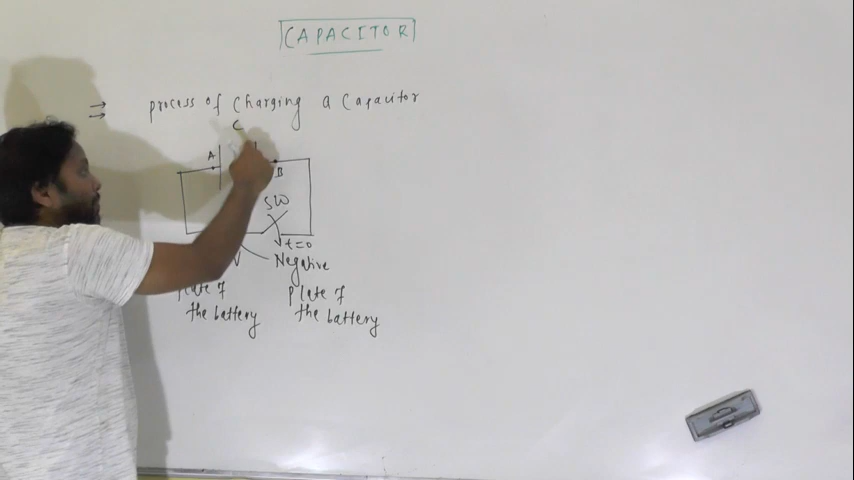 CAPACITOR
⇒ process of charging a capacitor
C
A
B
SW
t=0
V
Negative
plate of
the battery
plate of
the battery